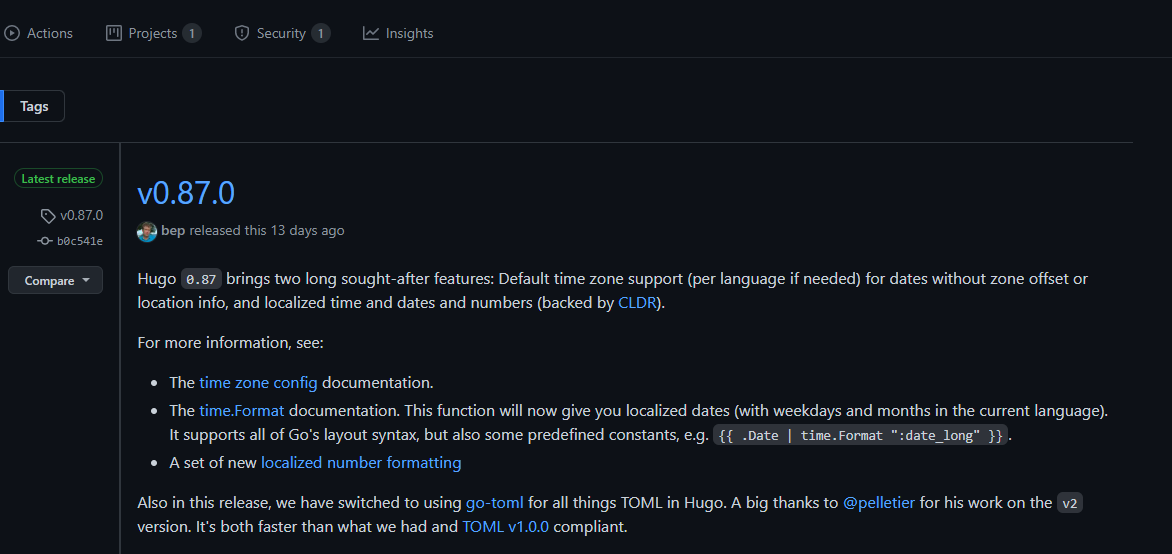 Actions Projects 1 Security 1 Insights
Tags
Latest release
v0.87.0
b0c541e
Compare
v0.87.0
bep released this 13 days ago
Hugo 0.87 brings two long sought-after features: Default time zone support (per language if needed) for dates without zone offset or
location info, and localized time and dates and numbers (backed by CLDR).
For more information, see:
• The time zone config documentation.
• The time.Format documentation. This function will now give you localized dates (with weekdays and months in the current language).
It supports all of Go's layout syntax, but also some predefined constants, e.g. {{ .Date | time.Format ":date_long" }}.
• A set of new localized number formatting
Also in this release, we have switched to using go-toml for all things TOML in Hugo. A big thanks to @pelletier for his work on the v2
version. It's both faster than what we had and TOML v1.0.0 compliant.